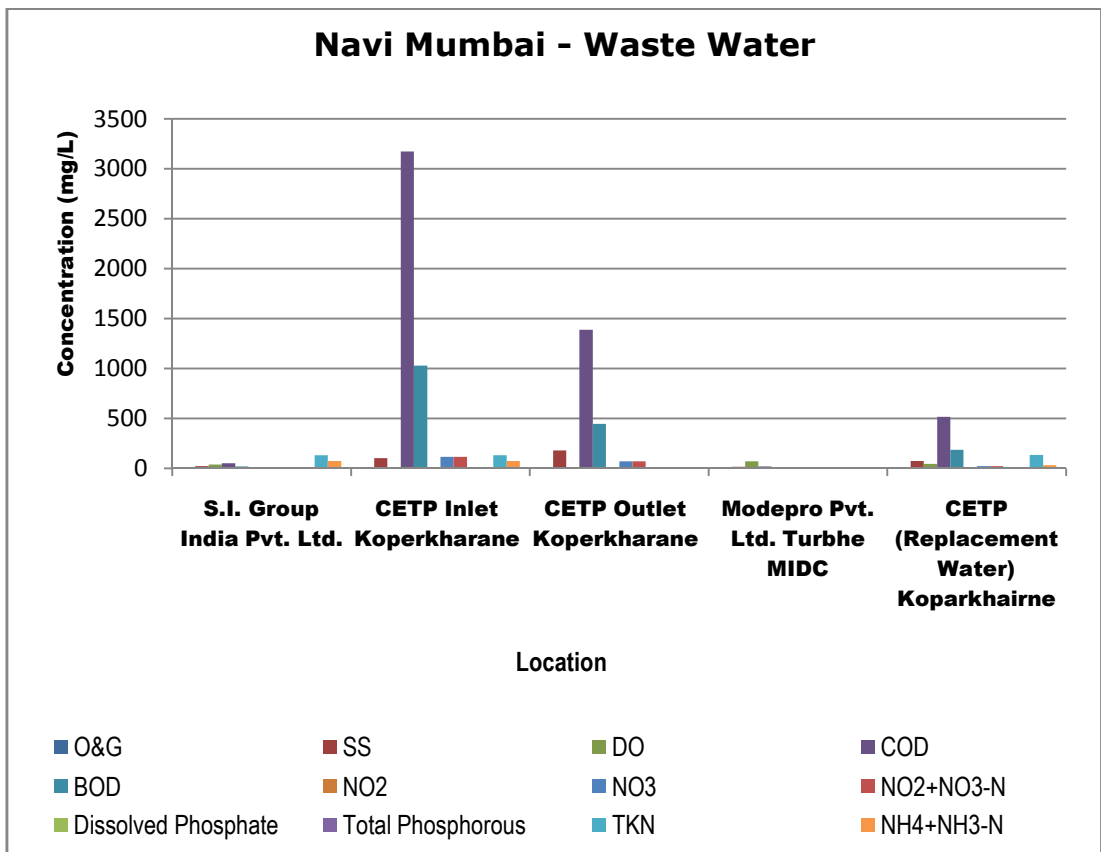 Navi Mumbai - Waste Water
Concentration (mg/L)
3500
3000
2500
2000
1500
1000
500
0
S.I. Group
India Pvt. Ltd.
CETP Inlet
Koperkharane
CETP Outlet
Koperkharane
Modepro Pvt.
Ltd. Turbhe
MIDC
CETP
(Replacement
Water)
Koparkhairne
Location
O&G
SS
DO
COD
BOD
NO2
NO3
NO2+NO3-N
Dissolved Phosphate
Total Phosphorous
TKN
NH4+NH3-N